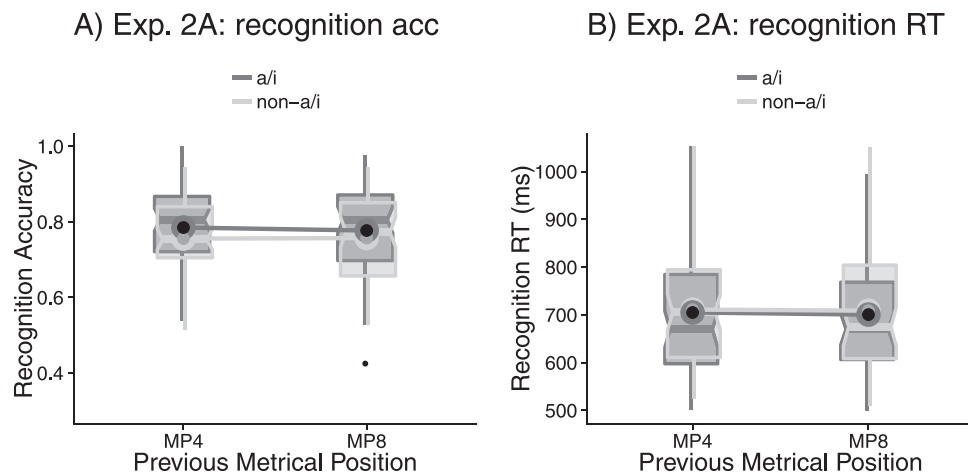 A) Exp. 2A: recognition acc
a/i
non–a/i
Recognition Accuracy
1.0
0.8
0.6
0.4
MP4
MP8
Previous Metrical Position
B) Exp. 2A: recognition RT
a/i
non–a/i
Recognition RT (ms)
1000
900
800
700
600
500
MP4
MP8
Previous Metrical Position